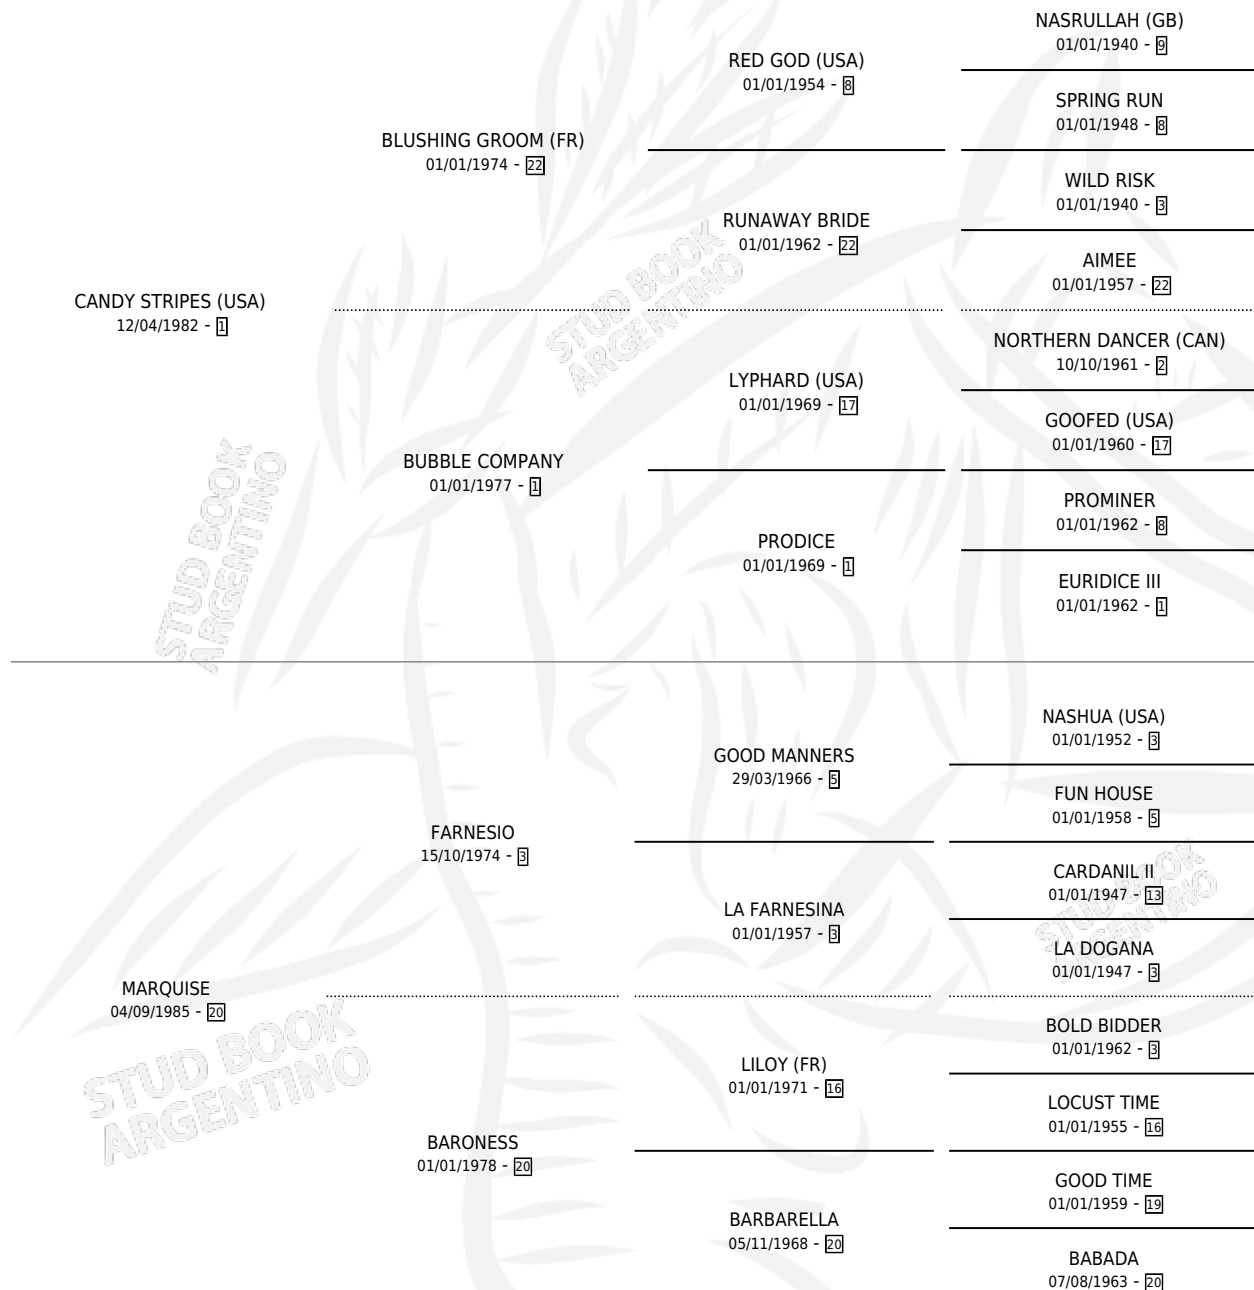 NASRULLAH (GB)
01/01/1940 - 9
RED GOD (USA)
01/01/1954 - 8
SPRING RUN
01/01/1948 - 8
BLUSHING GROOM (FR)
01/01/1974 - 22
WILD RISK
01/01/1940 - 3
RUNAWAY BRIDE
01/01/1962 - 22
AIMEE
01/01/1957 - 22
CANDY STRIPES (USA)
12/04/1982 - 1
NORTHERN DANCER (CAN)
10/10/1961 - 2
LYPHARD (USA)
01/01/1969 - 17
GOOFED (USA)
01/01/1960 - 17
BUBBLE COMPANY
01/01/1977 - 1
PROMINER
01/01/1962 - 8
PRODICE
01/01/1969 - 1
EURIDICE III
01/01/1962 - 1
NASHUA (USA)
01/01/1952 - 3
GOOD MANNERS
29/03/1966 - 5
FUN HOUSE
01/01/1958 - 5
FARNESIO
15/10/1974 - 3
CARDANIL II
01/01/1947 - 13
LA FARNESINA
01/01/1957 - 3
LA DOGANA
01/01/1947 - 3
MARQUISE
04/09/1985 - 20
BOLD BIDDER
01/01/1962 - 3
LILOY (FR)
01/01/1971 - 16
LOCUST TIME
01/01/1955 - 16
BARONESS
01/01/1978 - 20
GOOD TIME
01/01/1959 - 19
BARBARELLA
05/11/1968 - 20
BABADA
07/08/1963 - 20
STUD BOOK
ARGENTINO
STUD BOOK
ARGENTINO
STUD BOOK
ARGENTINO
STUD BOOK
ARGENTINO